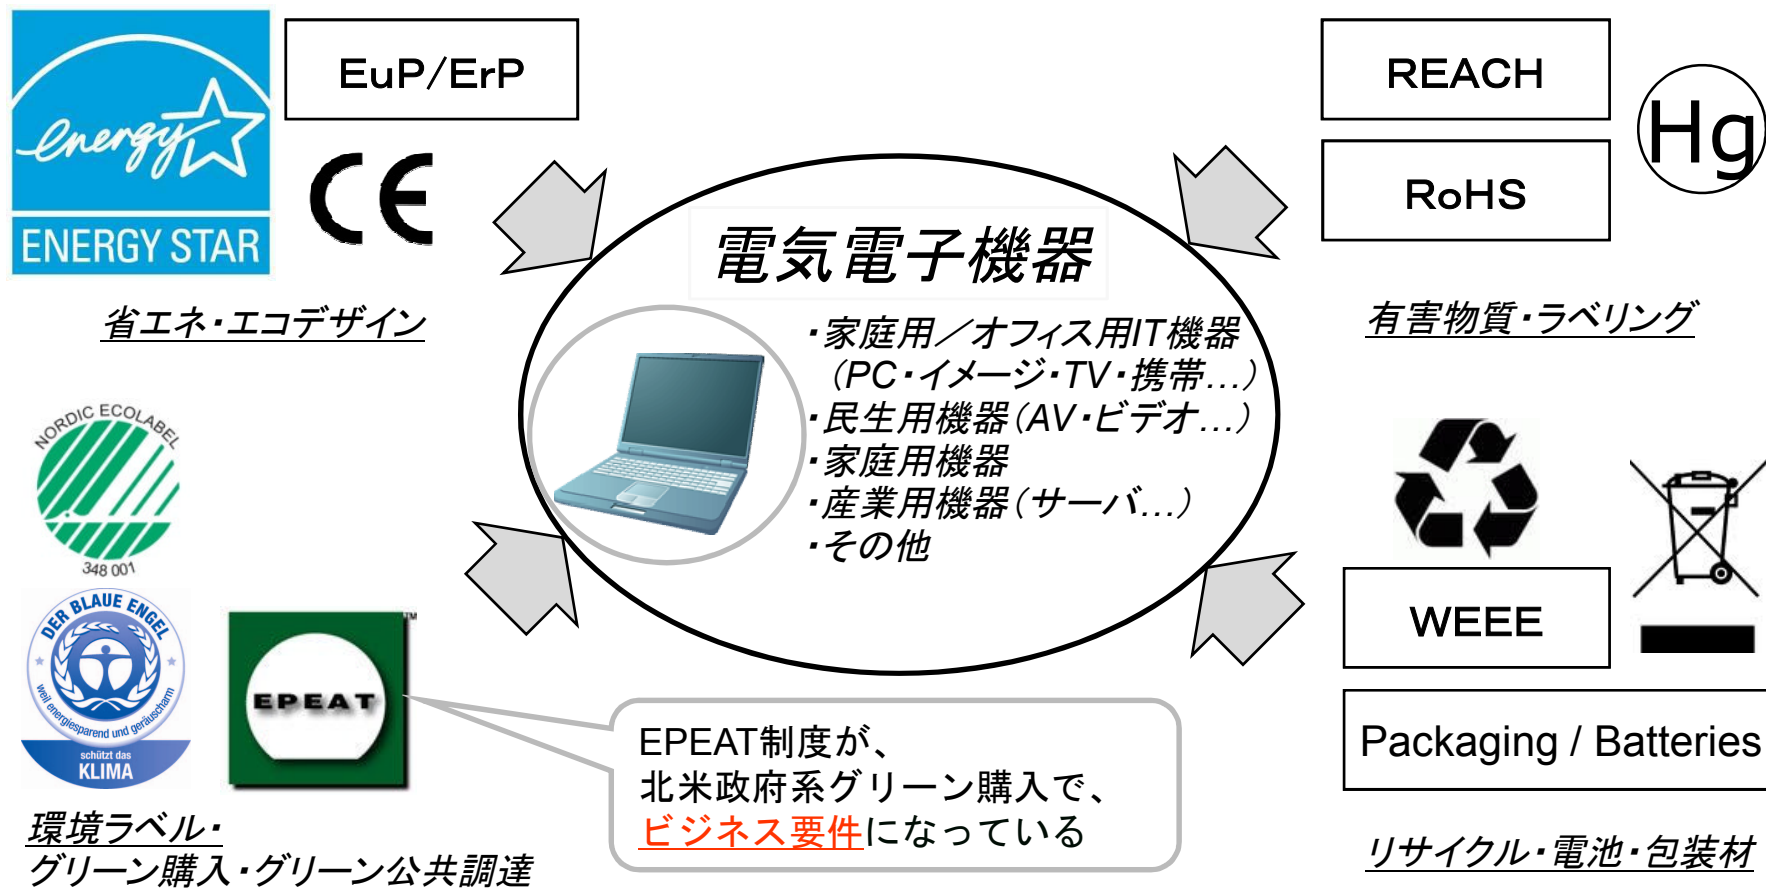 energy
ENERGY STAR
EuP/ErP
CE
省エネ・エコデザイン
REACH
RoHS
Hg
有害物質・ラベリング
電気電子機器
・家庭用／オフィス用IT機器
（PC・イメージ・TV・携帯…）
・民生用機器（AV・ビデオ…）
・家庭用機器
・産業用機器（サーバ…）
・その他
NORDIC ECOLABEL
348 001
DER BLAUE ENGEL
weil energiesparend und geräuscharm
schützt das
KLIMA
EPEAT
TM
環境ラベル・
グリーン購入・グリーン公共調達
EPEAT制度が、
北米政府系グリーン購入で、
ビジネス要件になっている
WEEE
Packaging / Batteries
リサイクル・電池・包装材